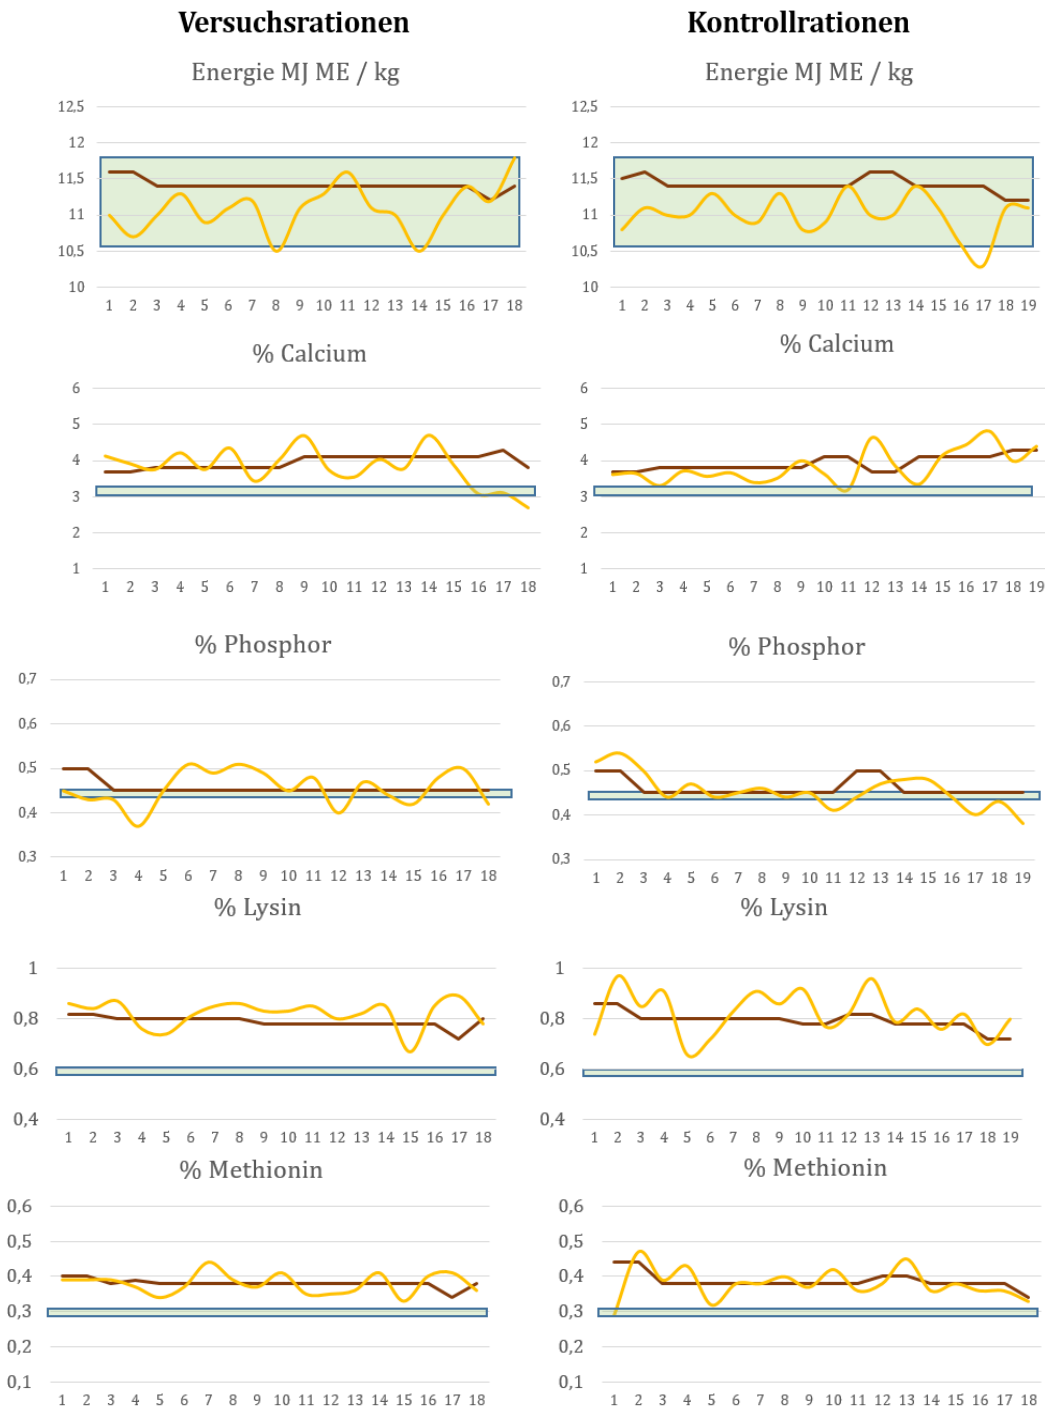 Versuchsrationen
Kontrollrationen
Energie MJ ME / kg
12,5
12
11,5
11
10,5
10
1 2 3 4 5 6 7 8 9 10 11 12 13 14 15 16 17 18
Energie MJ ME / kg
12,5
12
11,5
11
10,5
10
1 2 3 4 5 6 7 8 9 10 11 12 13 14 15 16 17 18 19
% Calcium
6
5
4
3
2
1
1 2 3 4 5 6 7 8 9 10 11 12 13 14 15 16 17 18
% Calcium
6
5
4
3
2
1
1 2 3 4 5 6 7 8 9 10 11 12 13 14 15 16 17 18 19
% Phosphor
0,7
0,6
0,5
0,4
0,3
1 2 3 4 5 6 7 8 9 10 11 12 13 14 15 16 17 18
% Phosphor
0,7
0,6
0,5
0,4
0,3
1 2 3 4 5 6 7 8 9 10 11 12 13 14 15 16 17 18 19
% Lysin
1
0,8
0,6
0,4
1 2 3 4 5 6 7 8 9 10 11 12 13 14 15 16 17 18
% Lysin
1
0,8
0,6
0,4
1 2 3 4 5 6 7 8 9 10 11 12 13 14 15 16 17 18 19
% Methionin
0,6
0,5
0,4
0,3
0,2
0,1
1 2 3 4 5 6 7 8 9 10 11 12 13 14 15 16 17 18
% Methionin
0,6
0,5
0,4
0,3
0,2
0,1
1 2 3 4 5 6 7 8 9 10 11 12 13 14 15 16 17 18